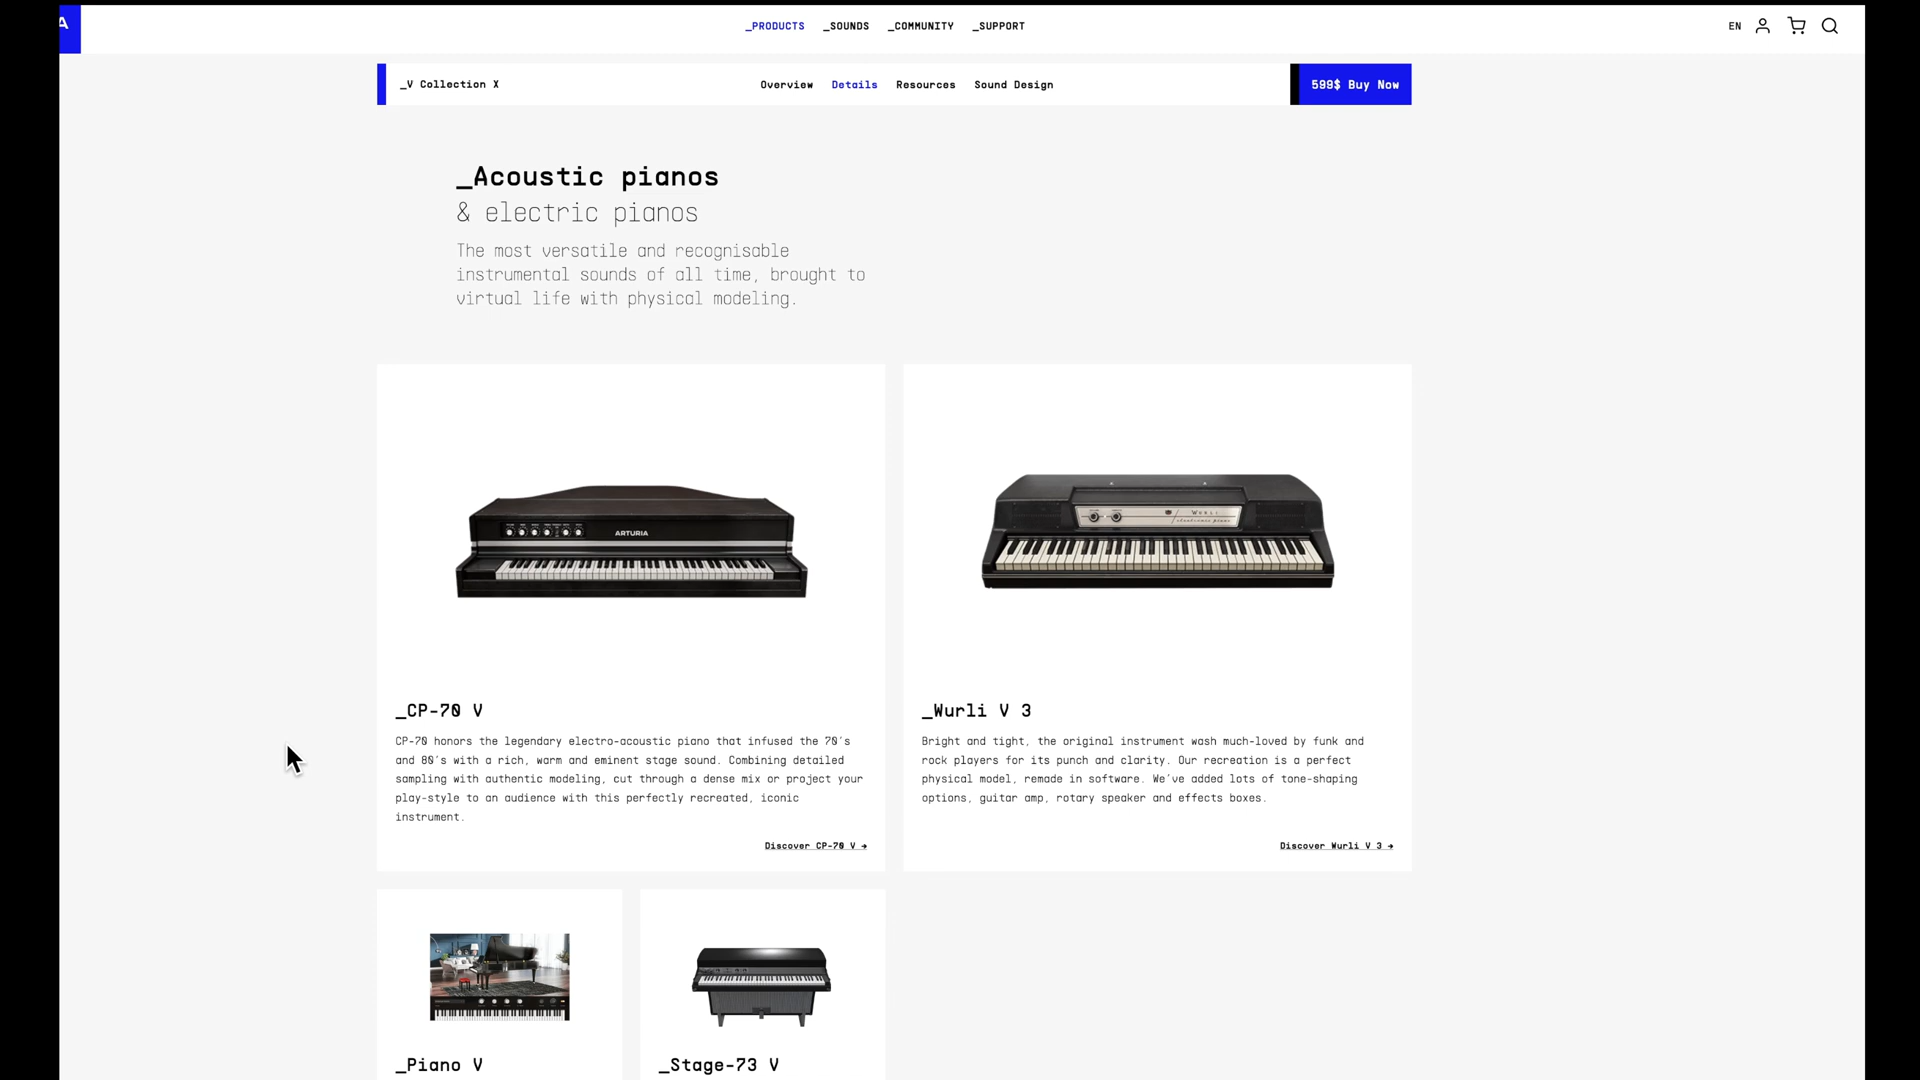 A
_PRODUCTS _SOUNDS _COMMUNITY _SUPPORT
EN
_V Collection X
Overview Details Resources Sound Design
599$ Buy Now
_Acoustic pianos
& electric pianos
The most versatile and recognisable
instrumental sounds of all time, brought to
virtual life with physical modeling.
ARTURIA
WURLI
electronic piano
_CP-70 V
CP-70 honors the legendary electro-acoustic piano that infused the 70's
and 80's with a rich, warm and eminent stage sound. Combining detailed
sampling with authentic modeling, cut through a dense mix or project your
play-style to an audience with this perfectly recreated, iconic
instrument.
Discover CP-70 V →
_Wurli V 3
Bright and tight, the original instrument wash much-loved by funk and
rock players for its punch and clarity. Our recreation is a perfect
physical model, remade in software. We've added lots of tone-shaping
options, guitar amp, rotary speaker and effects boxes.
Discover Wurli V 3 →
_Piano V
_Stage-73 V